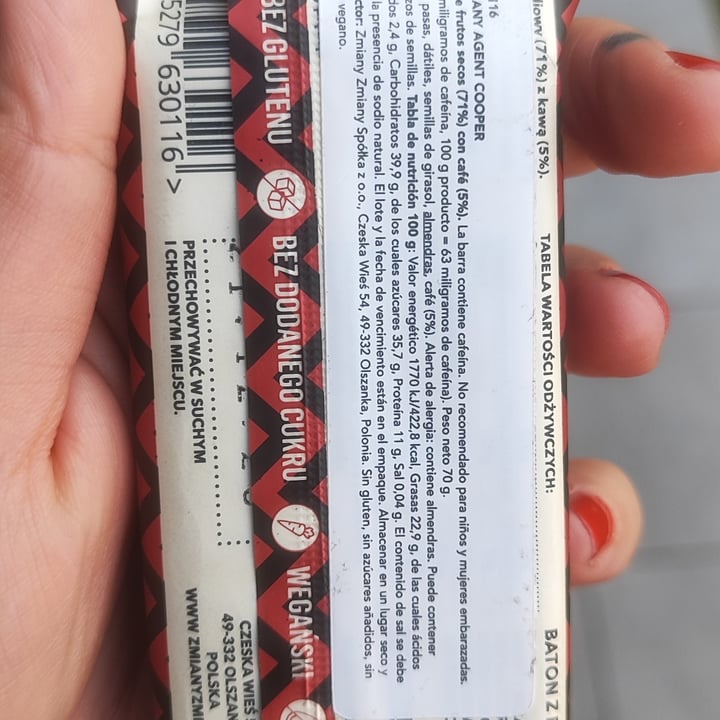 116
ANY AGENT COOPER
frutos secos (71%) con café (5%). La barra contiene cafeína. No recomendado para niños y mujeres embarazadas.
miligramos de cafeína, 100 g producto = 63 miligramos de cafeína). Peso neto 70 g.
pasas, dátiles, semillas de girasol, almendras, café (5%). Alerta de alergia: contiene almendras. Puede contener
zos de semillas. Tabla de nutrición 100 g: Valor energético 1770 kJ/422,8 kcal, Grasas 22,9 g, de las cuales ácidos
dos 2,4 g, Carbohidratos 39,9 g, de los cuales azúcares 35,7 g, Proteína 11 g, Sal 0,04 g. El contenido de sal se debe
la presencia de sodio natural. El lote y la fecha de vencimiento están en el empaque. Almacenar en un lugar seco y
ctor: Zmiany Zmiany Spółka z o.o., Czeska Wieś 54, 49-332 Olszanka, Polonia. Sin gluten, sin azúcares añadidos, sin
vegano.
(71%) z kawą (5%).
TABELA WARTOŚCI ODŻYWCZYCH:
BATON Z
BEZ GLUTENU
BEZ DODANEGO CUKRU
WEGAŃSKI
5279 630116 >
PRZECHOWYWAĆ W SUCHYM
I CHŁODNYM MIEJSCU.
CZESKA WIEŚ
49-332 OLSZAN
POLSKA
WWW.ZMIANYZMI